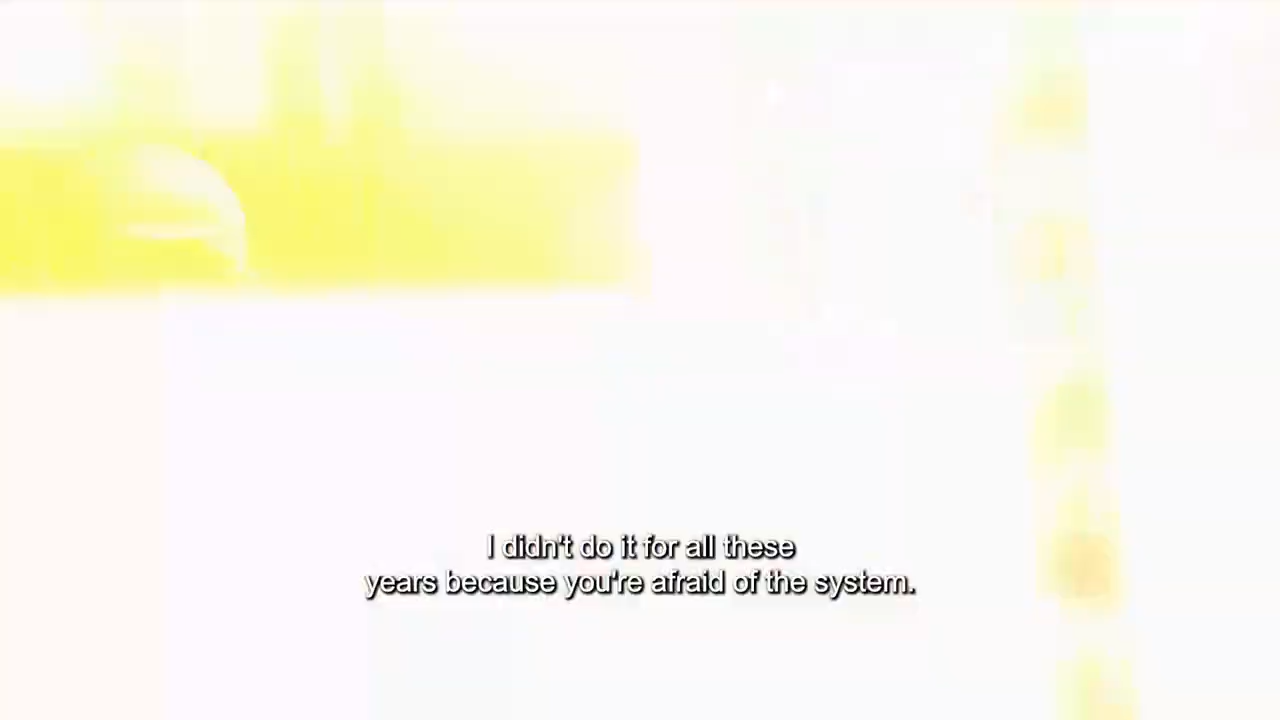 I didn't do it for all these
years because you're afraid of the system.